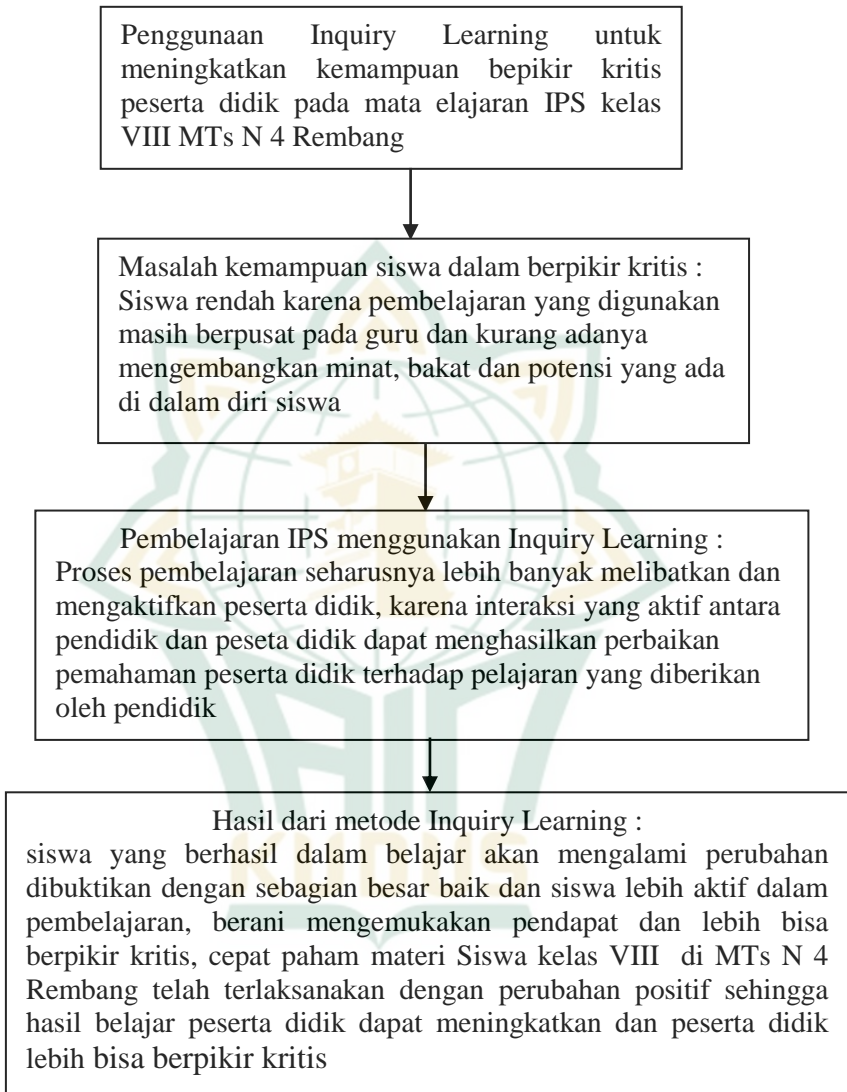 Penggunaan Inquiry Learning untuk
meningkatkan kemampuan bepikir kritis
peserta didik pada mata elajaran IPS kelas
VIII MTs N 4 Rembang
Masalah kemampuan siswa dalam berpikir kritis :
Siswa rendah karena pembelajaran yang digunakan
masih berpusat pada guru dan kurang adanya
mengembangkan minat, bakat dan potensi yang ada
di dalam diri siswa
Pembelajaran IPS menggunakan Inquiry Learning :
Proses pembelajaran seharusnya lebih banyak melibatkan dan
mengaktifkan peserta didik, karena interaksi yang aktif antara
pendidik dan peseta didik dapat menghasilkan perbaikan
pemahaman peserta didik terhadap pelajaran yang diberikan
oleh pendidik
Hasil dari metode Inquiry Learning :
siswa yang berhasil dalam belajar akan mengalami perubahan
dibuktikan dengan sebagian besar baik dan siswa lebih aktif dalam
pembelajaran, berani mengemukakan pendapat dan lebih bisa
berpikir kritis, cepat paham materi Siswa kelas VIII di MTs N 4
Rembang telah terlaksanakan dengan perubahan positif sehingga
hasil belajar peserta didik dapat meningkatkan dan peserta didik
lebih bisa berpikir kritis
KUDUS